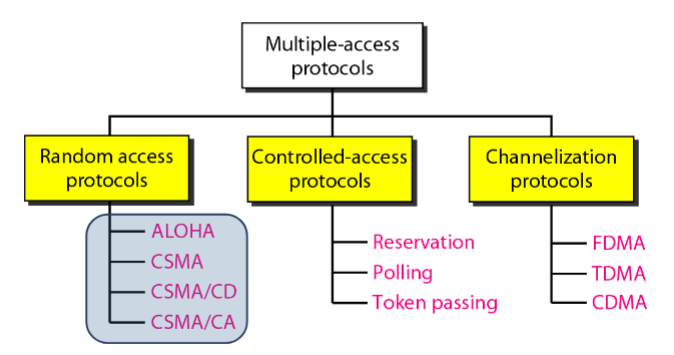 Multiple-access
protocols
Random access
protocols
Controlled-access
protocols
Channelization
protocols
ALOHA
CSMA
CSMA/CD
CSMA/CA
Reservation
Polling
Token passing
FDMA
TDMA
CDMA